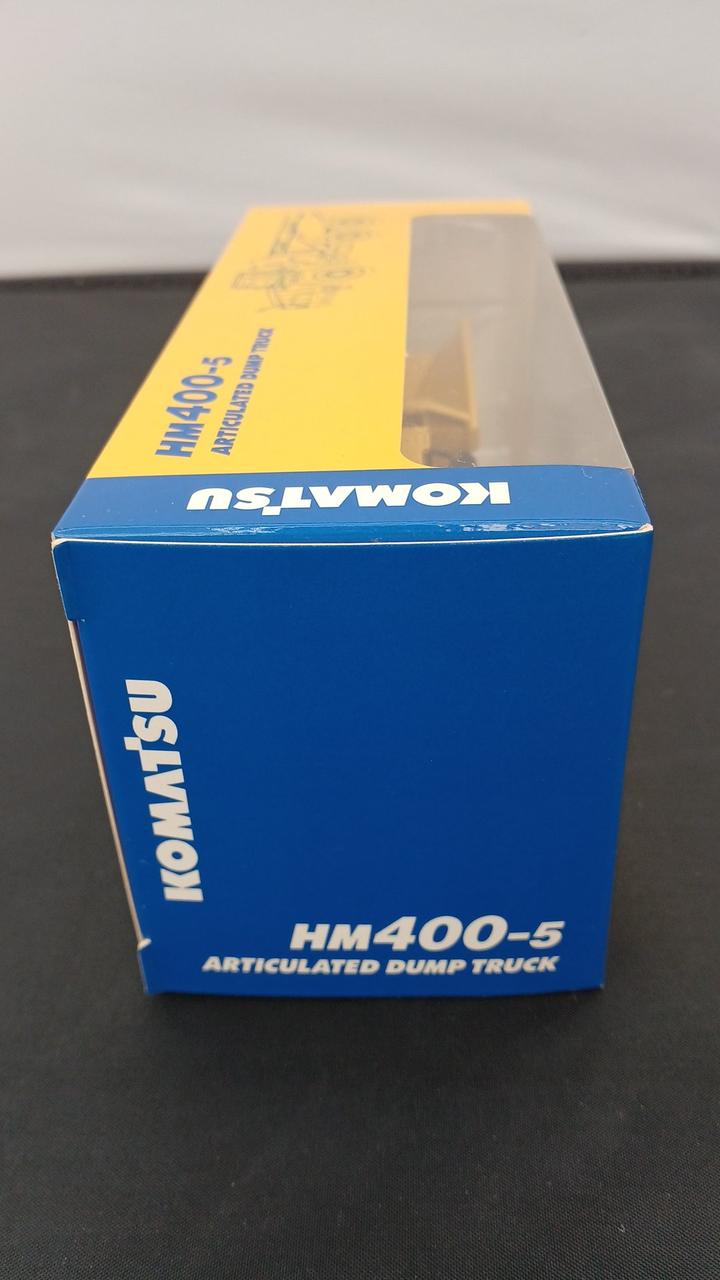 HM400-5
ARTICULATED DUMP TRUCK
KOMATSU
KOMATSU
HM400-5
ARTICULATED DUMP TRUCK